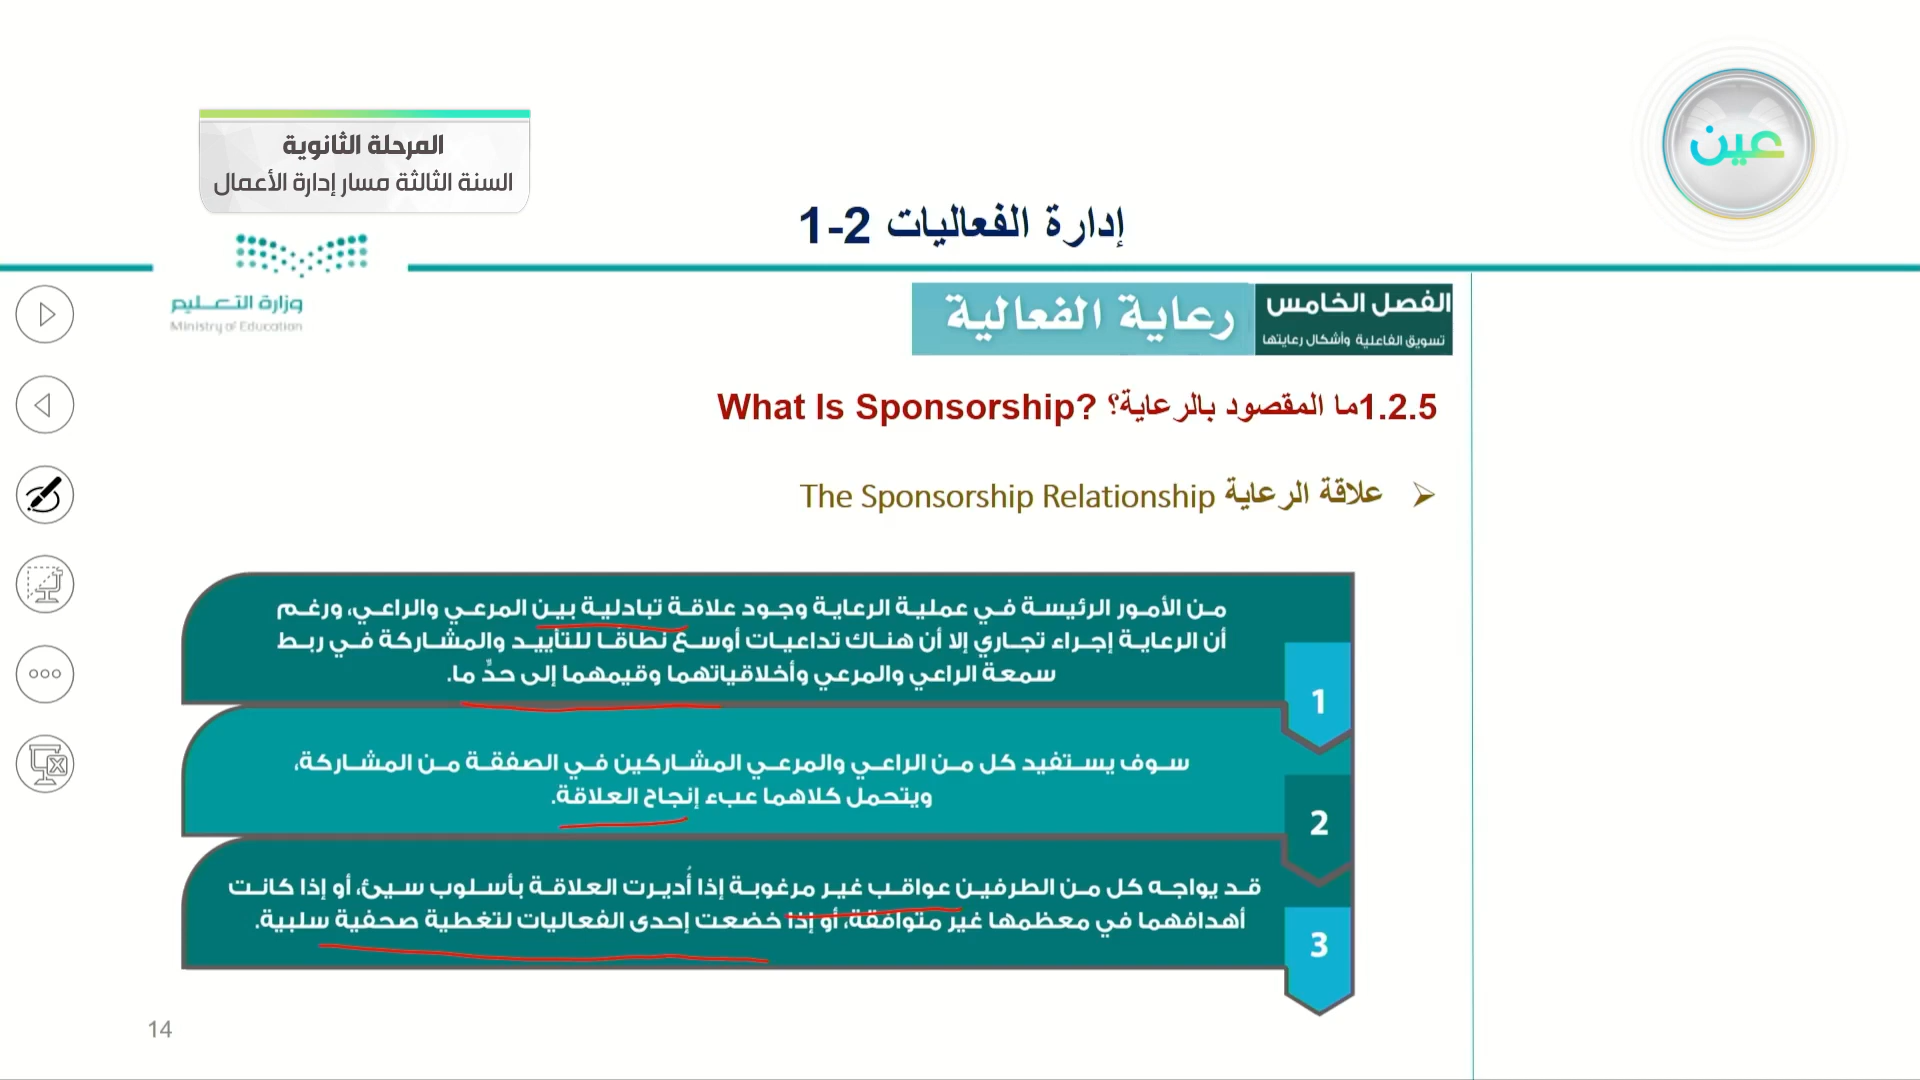 المرحلة الثانوية
السنة الثالثة مسار إدارة الأعمال
عين
إدارة الفعاليات 2-1
وزارة التعليم
Ministry of Education
الفصل الخامس
تسويق الفاعلية وأشكال رعايتها
رعاية الفعالية
1.2.5ما المقصود بالرعاية؟ What Is Sponsorship?
علاقة الرعاية The Sponsorship Relationship
من الأمور الرئيسة في عملية الرعاية وجود علاقة تبادلية بين المرعي والراعي، ورغم
أن الرعاية إجراء تجاري إلا أن هناك تداعيات أوسع نطاقًا للتأييد والمشاركة في ربط
سمعة الراعي والمرعي وأخلاقياتهما وقيمهما إلى حدٍّ ما.
1
سوف يستفيد كل من الراعي والمرعي المشاركين في الصفقة من المشاركة،
ويتحمل كلاهما عبء إنجاح العلاقة.
2
قد يواجه كل من الطرفين عواقب غير مرغوبة إذا أُديرت العلاقة بأسلوب سيئ، أو إذا كانت
أهدافهما في معظمها غير متوافقة، أو إذا خضعت إحدى الفعاليات لتغطية صحفية سلبية.
3
14